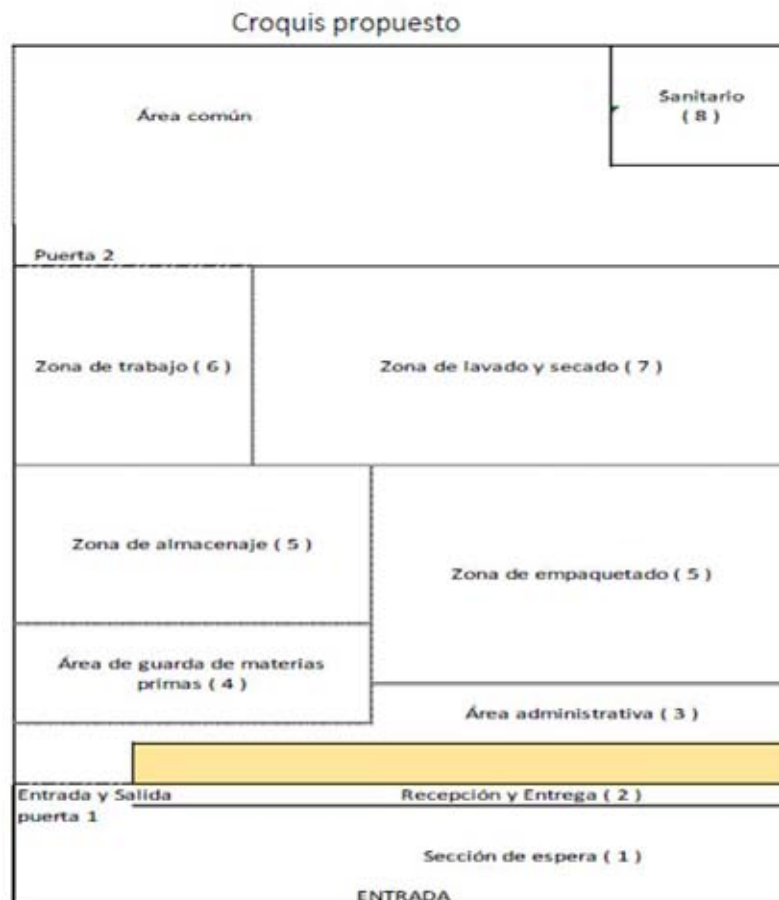 Croquis propuesto
Área común
Sanitario
( 8 )
Puerta 2
Zona de trabajo ( 6 )
Zona de lavado y secado ( 7 )
Zona de almacenaje ( 5 )
Zona de empaquetado ( 5 )
Área de guarda de materias
primas ( 4 )
Área administrativa ( 3 )
Entrada y Salida
puerta 1
Recepción y Entrega ( 2 )
Sección de espera ( 1 )
ENTRADA